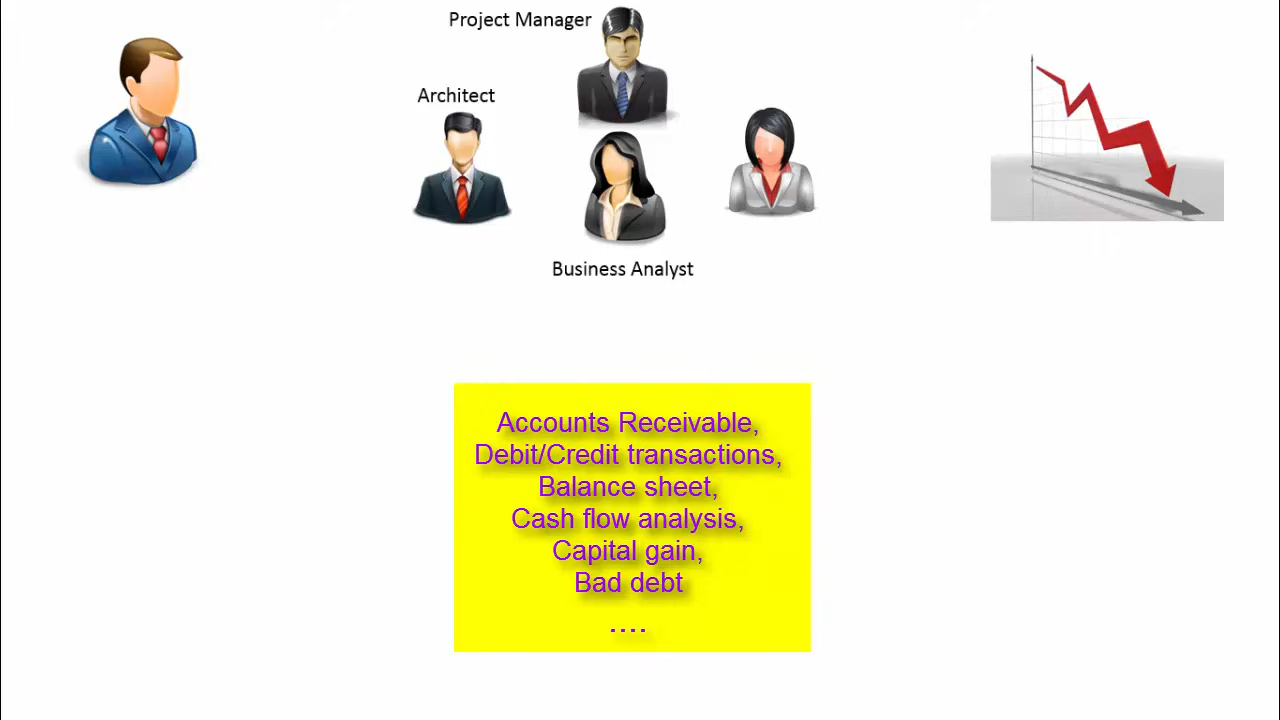 Project Manager
Architect
Business Analyst
Accounts Receivable,
Debit/Credit transactions,
Balance sheet,
Cash flow analysis,
Capital gain,
Bad debt
....